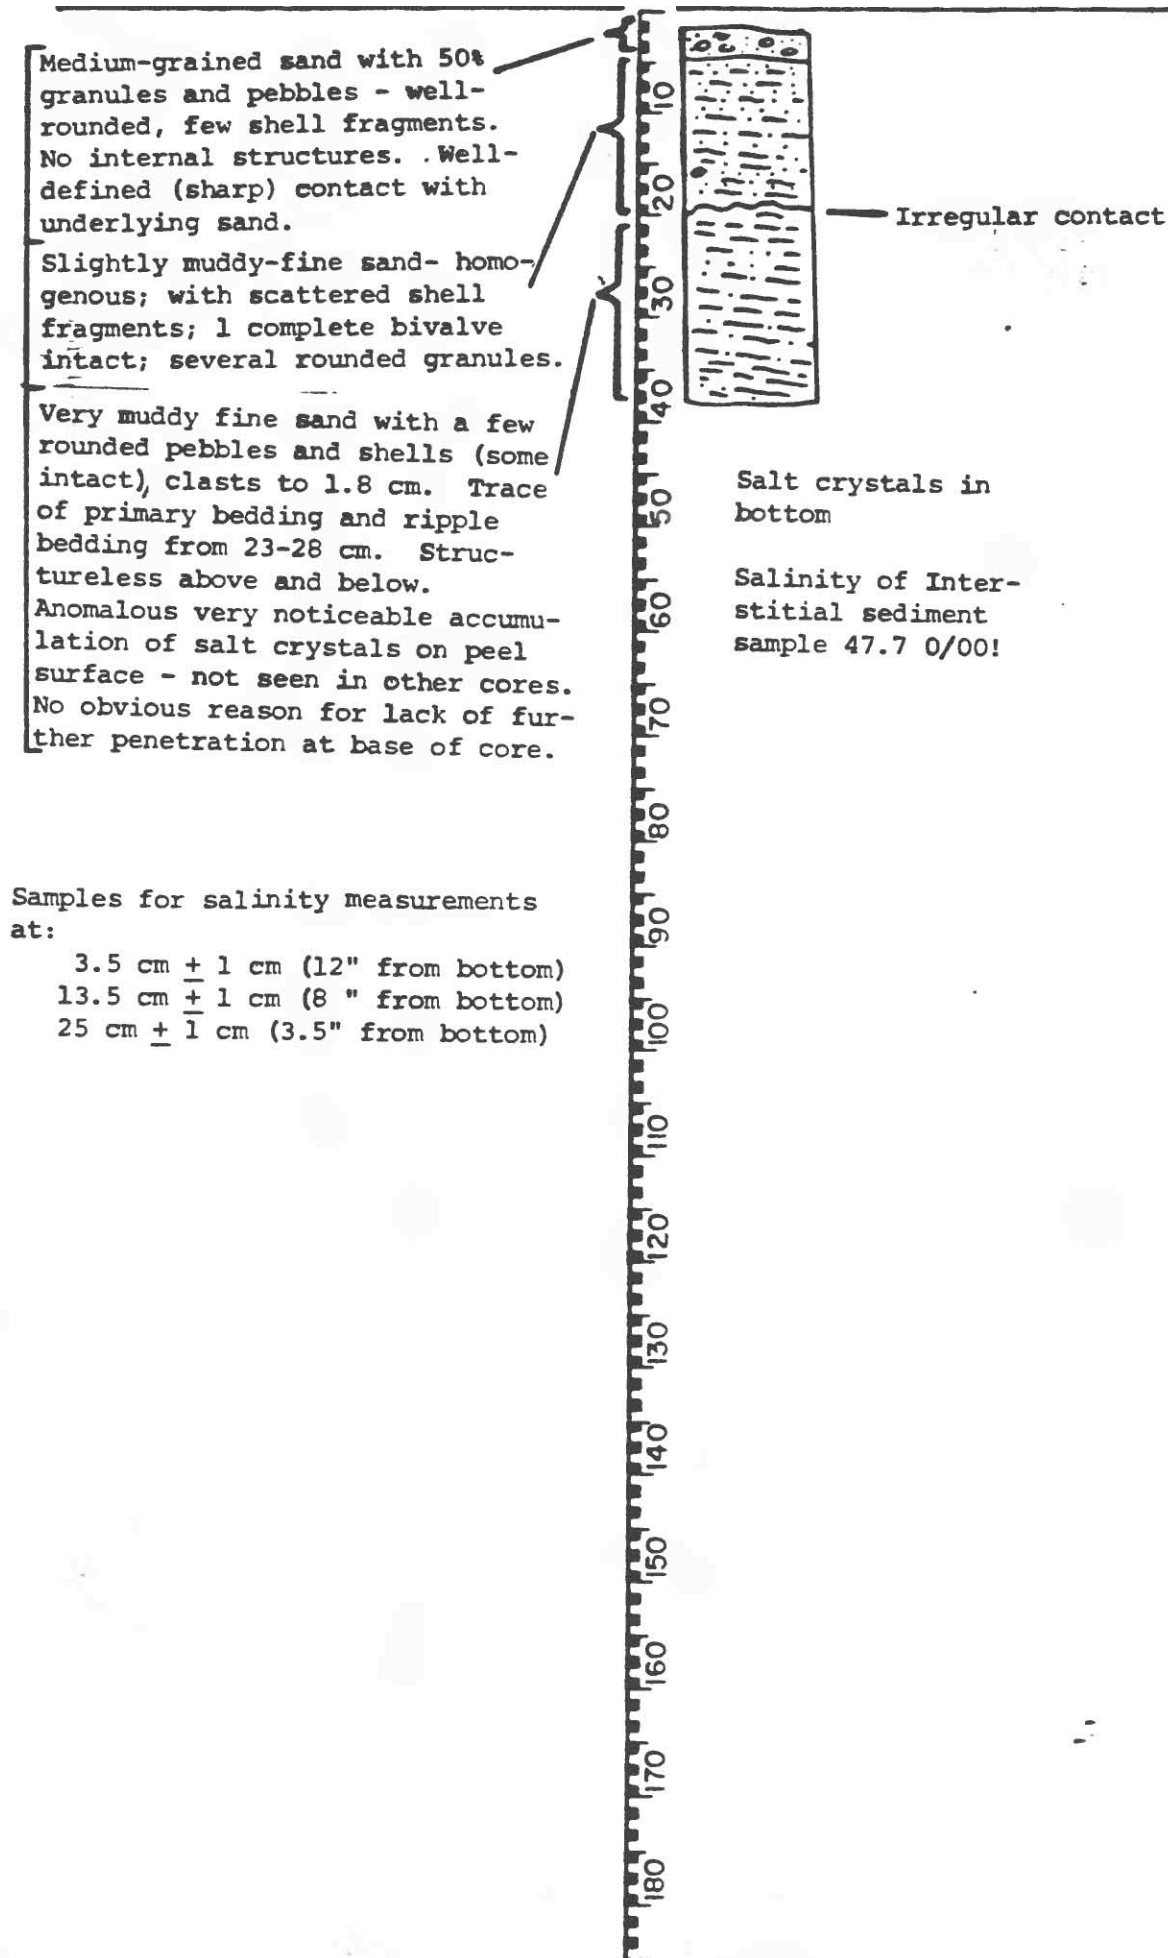 Medium-grained sand with 50%
granules and pebbles - well-
rounded, few shell fragments.
No internal structures. .Well-
defined (sharp) contact with
underlying sand.
Slightly muddy-fine sand- homo-
genous; with scattered shell
fragments; 1 complete bivalve
intact; several rounded granules.
Very muddy fine sand with a few
rounded pebbles and shells (some
intact), clasts to 1.8 cm. Trace
of primary bedding and ripple
bedding from 23-28 cm. Struc-
tureless above and below.
Anomalous very noticeable accumu-
lation of salt crystals on peel
surface - not seen in other cores.
No obvious reason for lack of fur-
ther penetration at base of core.
Samples for salinity measurements
at:
3.5 cm ± 1 cm (12" from bottom)
13.5 cm ± 1 cm (8 " from bottom)
25 cm ± 1 cm (3.5" from bottom)
10
20
30
40
50
60
70
80
90
100
110
120
130
140
150
160
170
180
Irregular contact
Salt crystals in
bottom
Salinity of Inter-
stitial sediment
sample 47.7 0/00!